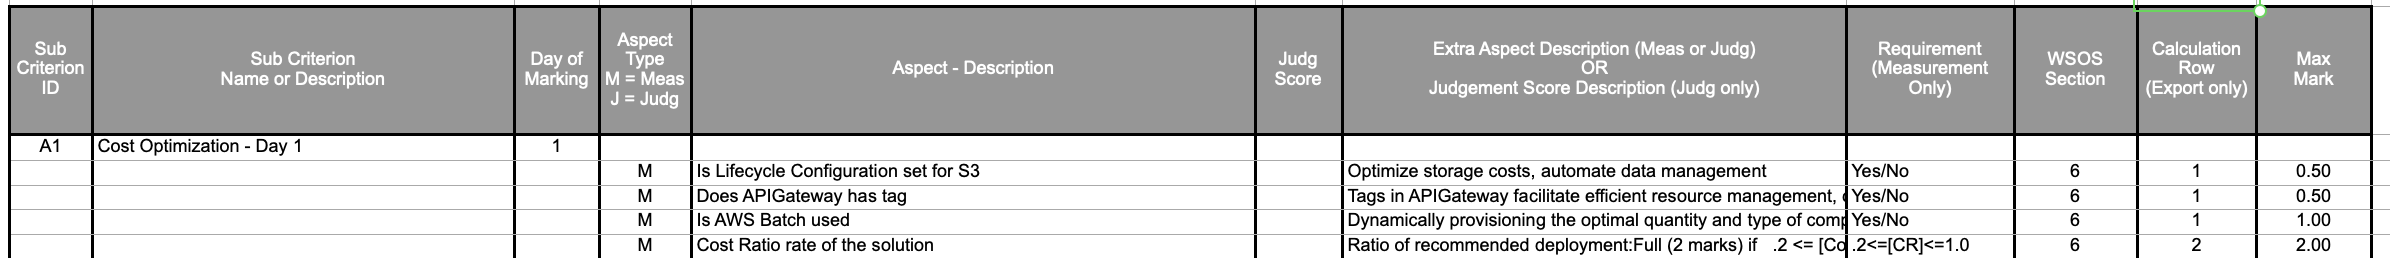 Sub
Criterion
ID
Sub Criterion
Name or Description
Day of
Marking
Aspect
Type
M = Meas
J = Judg
Aspect - Description
Judg
Score
Extra Aspect Description (Meas or Judg)
OR
Judgement Score Description (Judg only)
Requirement
(Measurement
Only)
WSOS
Section
Calculation
Row
(Export only)
Max
Mark
A1 Cost Optimization - Day 1 1
M Is Lifecycle Configuration set for S3 Optimize storage costs, automate data management Yes/No 6 1 0.50
M Does APIGateway has tag Tags in APIGateway facilitate efficient resource management, Yes/No 6 1 0.50
M Is AWS Batch used Dynamically provisioning the optimal quantity and type of comp Yes/No 6 1 1.00
M Cost Ratio rate of the solution Ratio of recommended deployment:Full (2 marks) if .2 <= [Co .2<=[CR]<=1.0 6 2 2.00